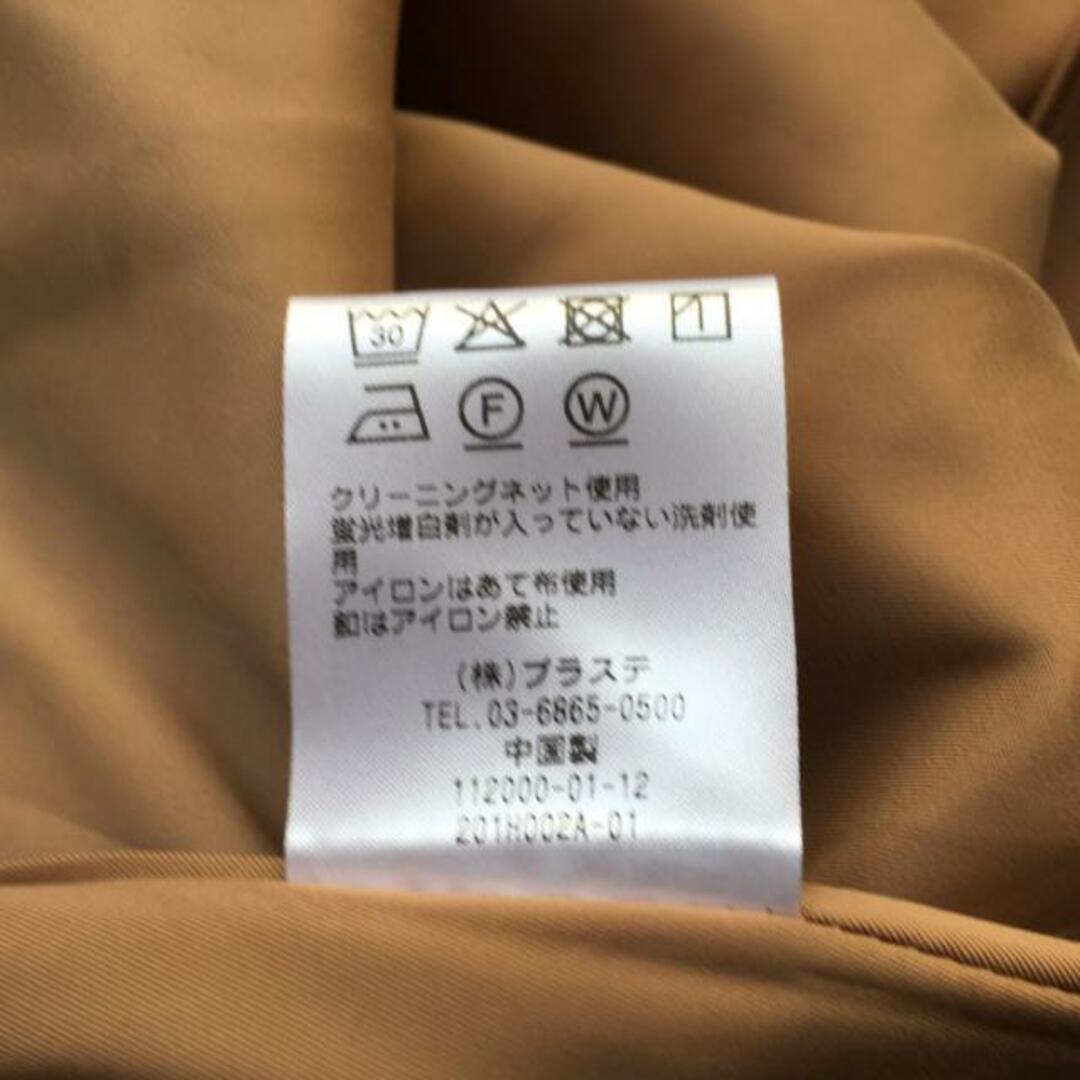 30
F W
クリーニングネット使用
蛍光増白剤が入っていない洗剤使
用
アイロンはあて布使用
釦はアイロン禁止
(株)プラステ
TEL.03-6865-0500
中国製
112000-01-12
201H002A-01